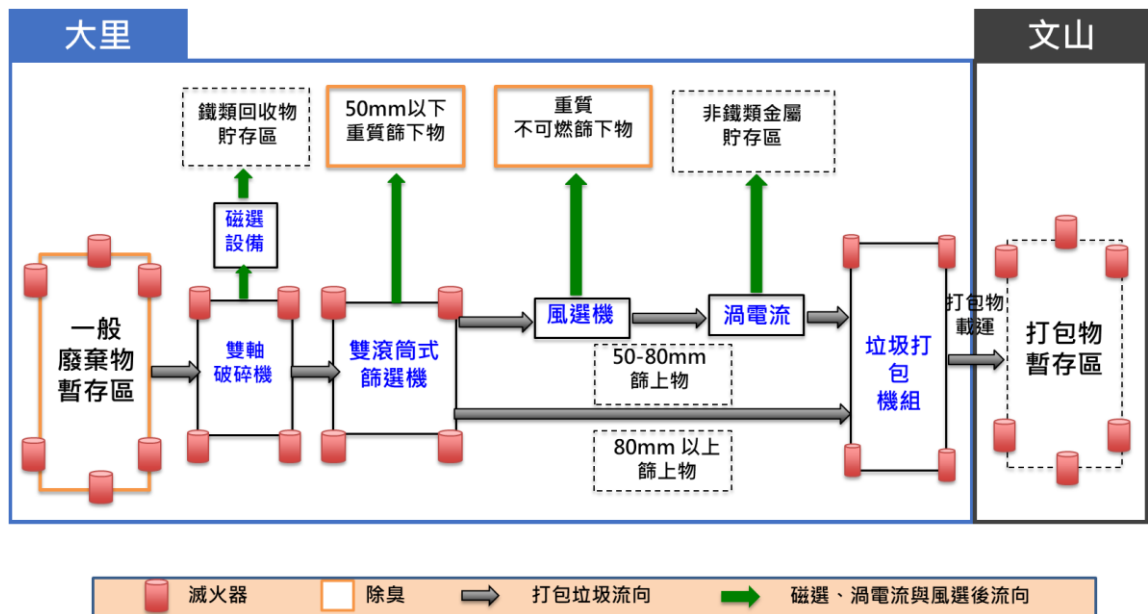 大里
文山
鐵類回收物
貯存區
50mm以下
重質篩下物
重質
不可燃篩下物
非鐵類金屬
貯存區
磁選
設備
一般
廢棄物
暫存區
雙軸
破碎機
雙滾筒式
篩選機
風選機
渦電流
50-80mm
篩上物
80mm 以上
篩上物
垃圾打
包
機組
打包物
載運
打包物
暫存區
滅火器
除臭
打包垃圾流向
磁選、渦電流與風選後流向